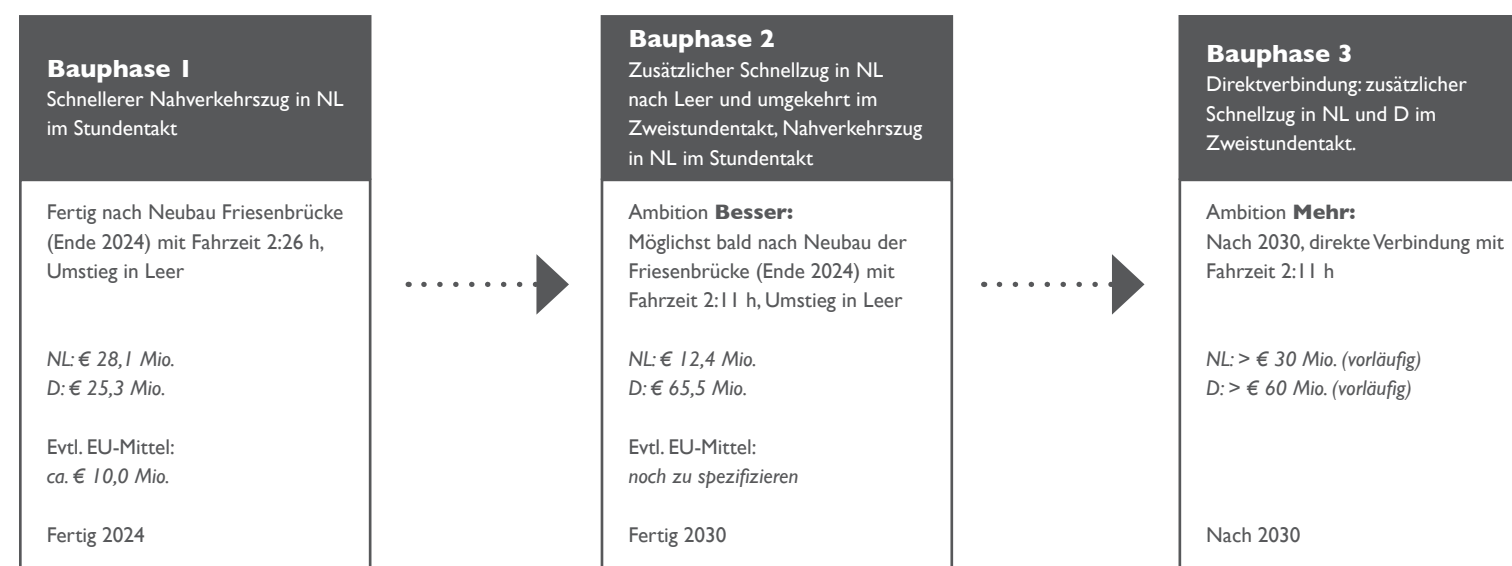 Bauphase 1
Schnellerer Nahverkehrszug in NL
im Stundentakt
Fertig nach Neubau Friesenbrücke
(Ende 2024) mit Fahrzeit 2:26 h,
Umstieg in Leer
NL: € 28,1 Mio.
D: € 25,3 Mio.
Evtl. EU-Mittel:
ca. € 10,0 Mio.
Fertig 2024
Bauphase 2
Zusätzlicher Schnellzug in NL
nach Leer und umgekehrt im
Zweistundentakt, Nahverkehrszug
in NL im Stundentakt
Ambition Besser:
Möglichst bald nach Neubau der
Friesenbrücke (Ende 2024) mit
Fahrzeit 2:11 h, Umstieg in Leer
NL: € 12,4 Mio.
D: € 65,5 Mio.
Evtl. EU-Mittel:
noch zu spezifizieren
Fertig 2030
Bauphase 3
Direktverbindung: zusätzlicher
Schnellzug in NL und D im
Zweistundentakt.
Ambition Mehr:
Nach 2030, direkte Verbindung mit
Fahrzeit 2:11 h
NL: > € 30 Mio. (vorläufig)
D: > € 60 Mio. (vorläufig)
Nach 2030